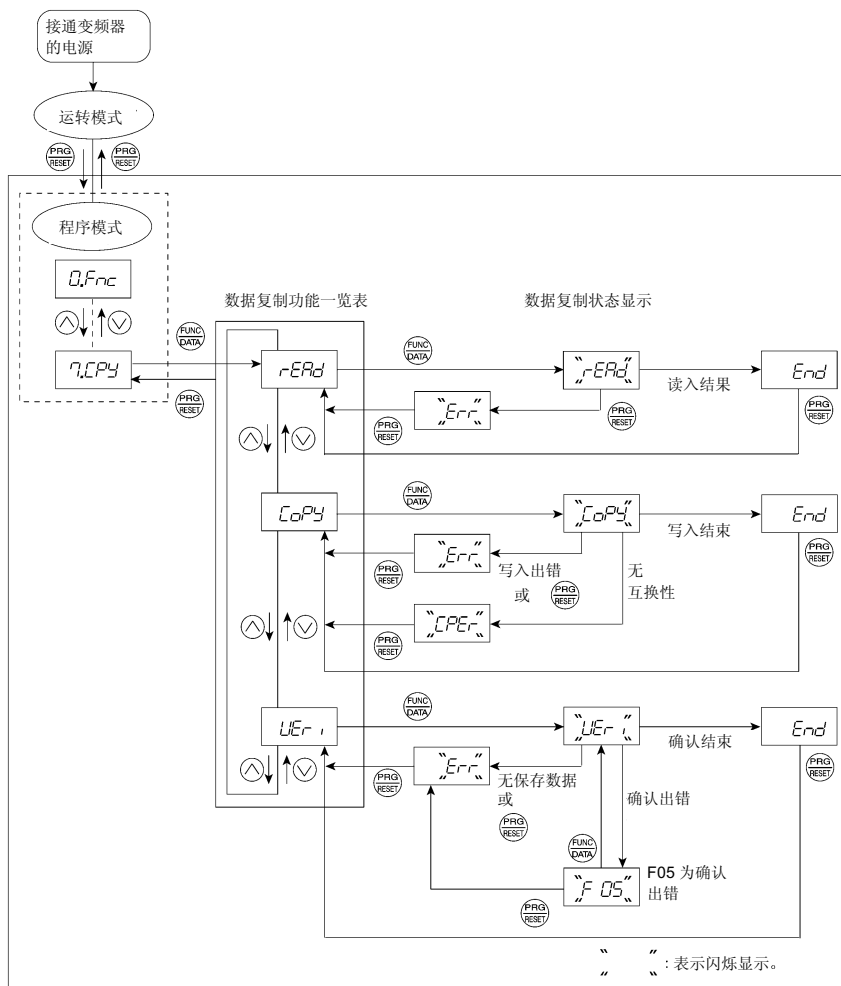 接通变频器
的电源
运转模式
PRG
RESET
PRG
RESET
程序模式
0.Fnc
数据复制功能一览表
数据复制状态显示
FUNC
DATA
7.CPY
PRG
RESET
rEAd
FUNC
DATA
rEAd
读入结果
End
Err
PRG
RESET
PRG
RESET
PRG
RESET
CoPY
FUNC
DATA
CoPY
写入结束
End
Err
PRG
RESET
写入出错
或
PRG
RESET
无
互换性
PRG
RESET
CPEr
PRG
RESET
UEr ı
FUNC
DATA
UEr ı
确认结束
End
Err
PRG
RESET
无保存数据
或
PRG
RESET
确认出错
PRG
RESET
FUNC
DATA
F 05
F05 为确认
出错
PRG
RESET
：表示闪烁显示。